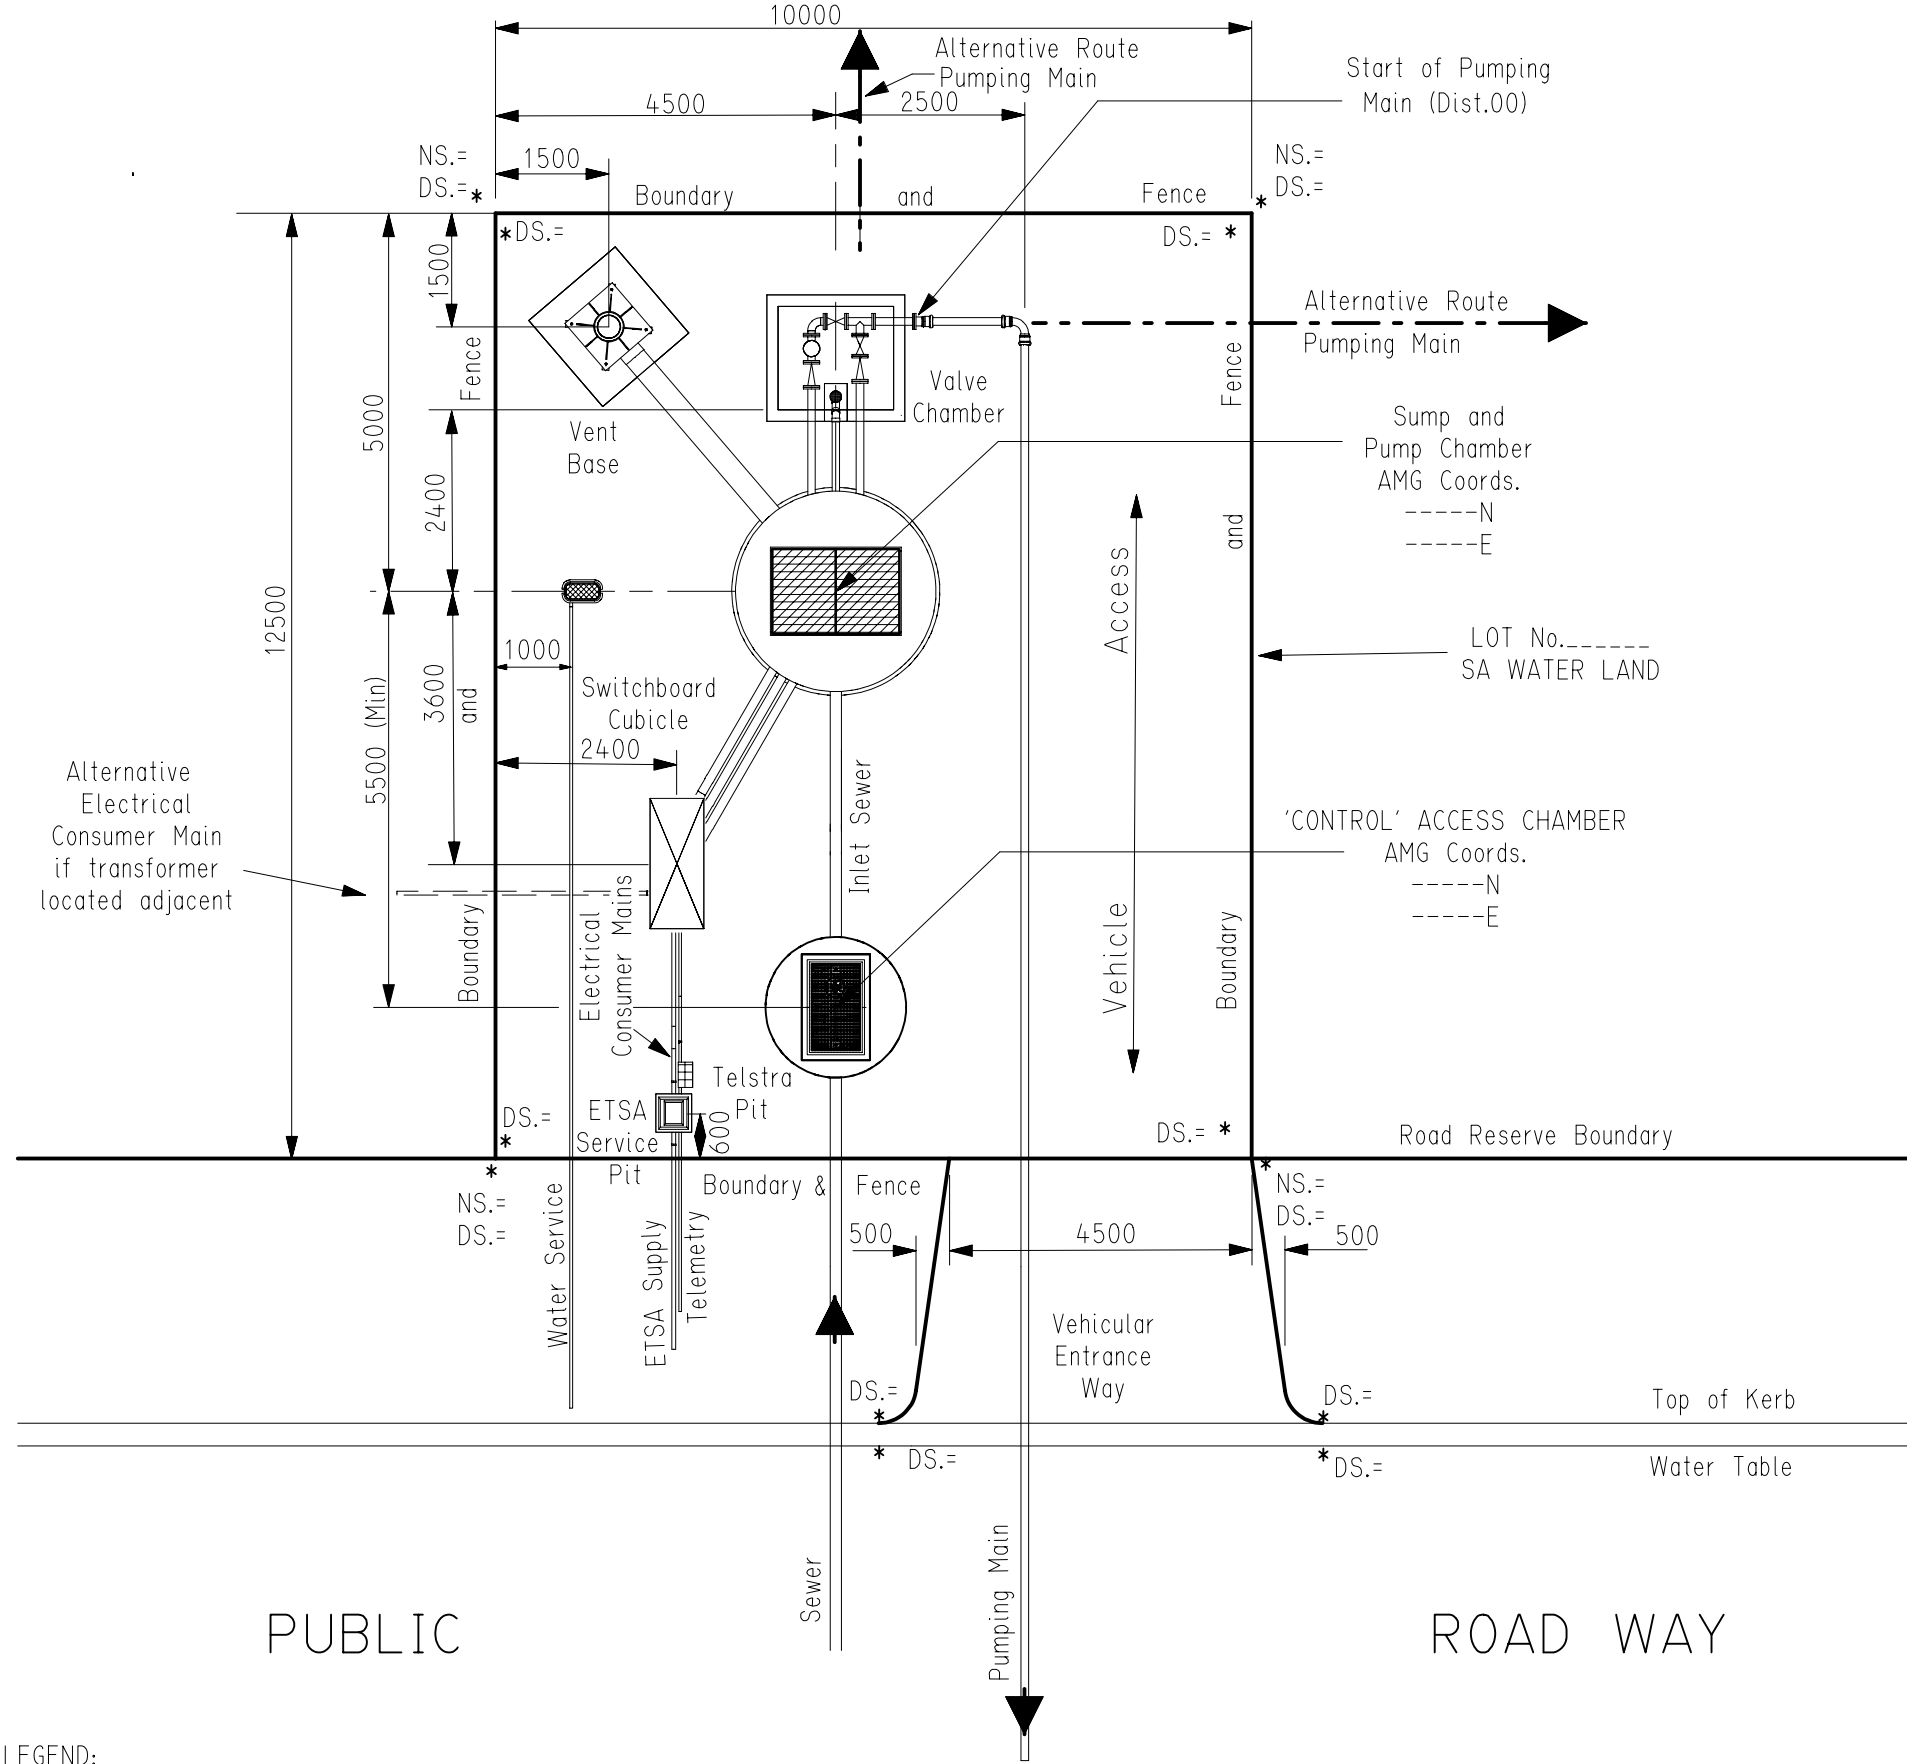 10000
Alternative Route
Pumping Main
Start of Pumping
Main (Dist.00)
4500
2500
1500
NS.=
DS.= *
Boundary and Fence
NS.=
* DS.=
* DS.=
DS.= *
1500
Fence
5000
2400
12500
Vent
Base
Valve
Chamber
Alternative Route
Pumping Main
Fence
and
Boundary
Sump and
Pump Chamber
AMG Coords.
-----N
-----E
1000
3600
and
5500 (Min)
Switchboard
Cubicle
2400
Access
Vehicle
LOT No.______
SA WATER LAND
Alternative
Electrical
Consumer Main
if transformer
located adjacent
Boundary
Inlet Sewer
Electrical
Consumer Mains
'CONTROL' ACCESS CHAMBER
AMG Coords.
-----N
-----E
Telstra
Pit
DS.=
*
ETSA
Service
Pit
600
DS.= *
Road Reserve Boundary
*
NS.=
DS.=
Boundary & Fence
*
NS.=
DS.=
500
4500
500
Water Service
ETSA Supply
Telemetry
Vehicular
Entrance
Way
DS.=
*
DS.=
*
Top of Kerb
* DS.=
* DS.=
Water Table
Sewer
Pumping Main
PUBLIC ROAD WAY
LEGEND: